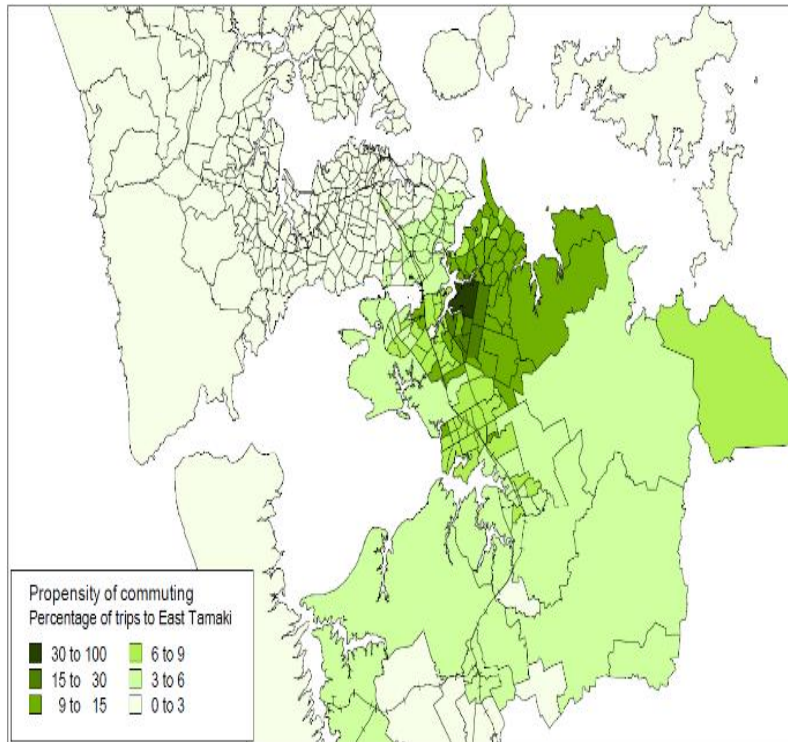 Propensity of commuting
Percentage of trips to East Tamaki
30 to 100
15 to 30
9 to 15
6 to 9
3 to 6
0 to 3